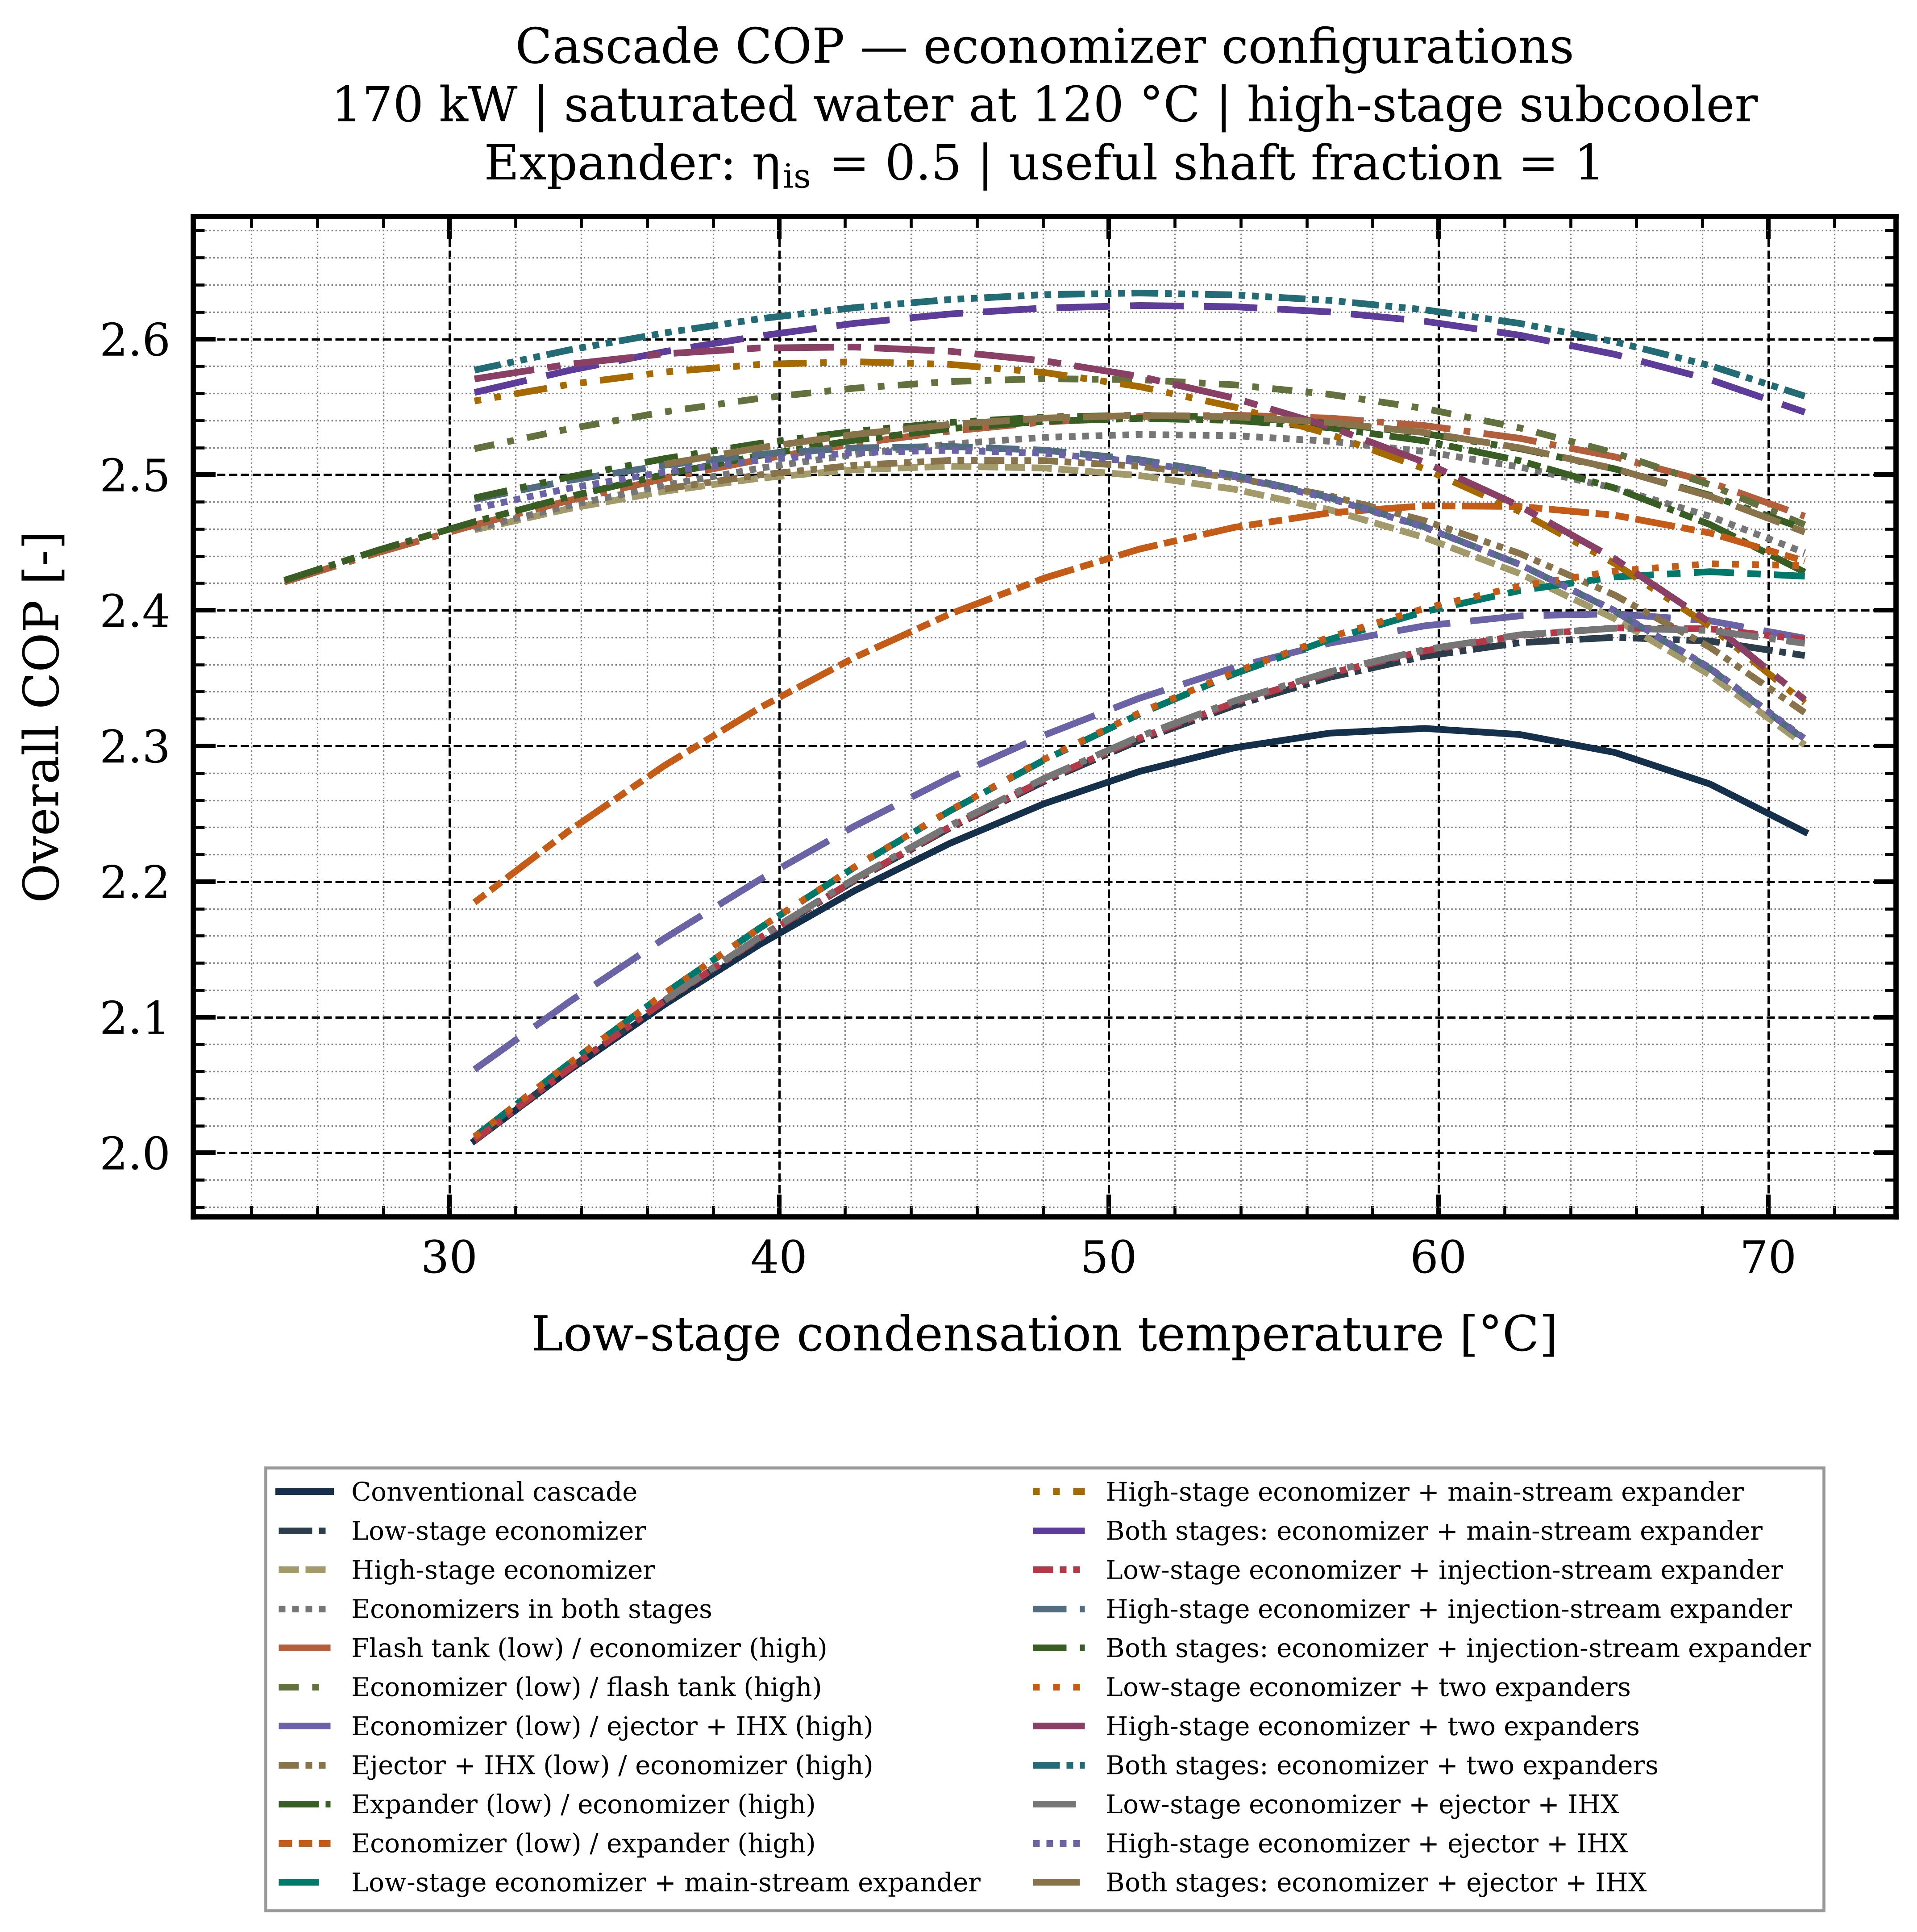 Cascade COP — economizer configurations
170 kW | saturated water at 120 °C | high-stage subcooler
Expander: ηis = 0.5 | useful shaft fraction = 1
Overall COP [-]
2.6
2.5
2.4
2.3
2.2
2.1
2.0
30 40 50 60 70
Low-stage condensation temperature [°C]
Conventional cascade
Low-stage economizer
High-stage economizer
Economizers in both stages
Flash tank (low) / economizer (high)
Economizer (low) / flash tank (high)
Economizer (low) / ejector + IHX (high)
Ejector + IHX (low) / economizer (high)
Expander (low) / economizer (high)
Economizer (low) / expander (high)
Low-stage economizer + main-stream expander
High-stage economizer + main-stream expander
Both stages: economizer + main-stream expander
Low-stage economizer + injection-stream expander
High-stage economizer + injection-stream expander
Both stages: economizer + injection-stream expander
Low-stage economizer + two expanders
High-stage economizer + two expanders
Both stages: economizer + two expanders
Low-stage economizer + ejector + IHX
High-stage economizer + ejector + IHX
Both stages: economizer + ejector + IHX